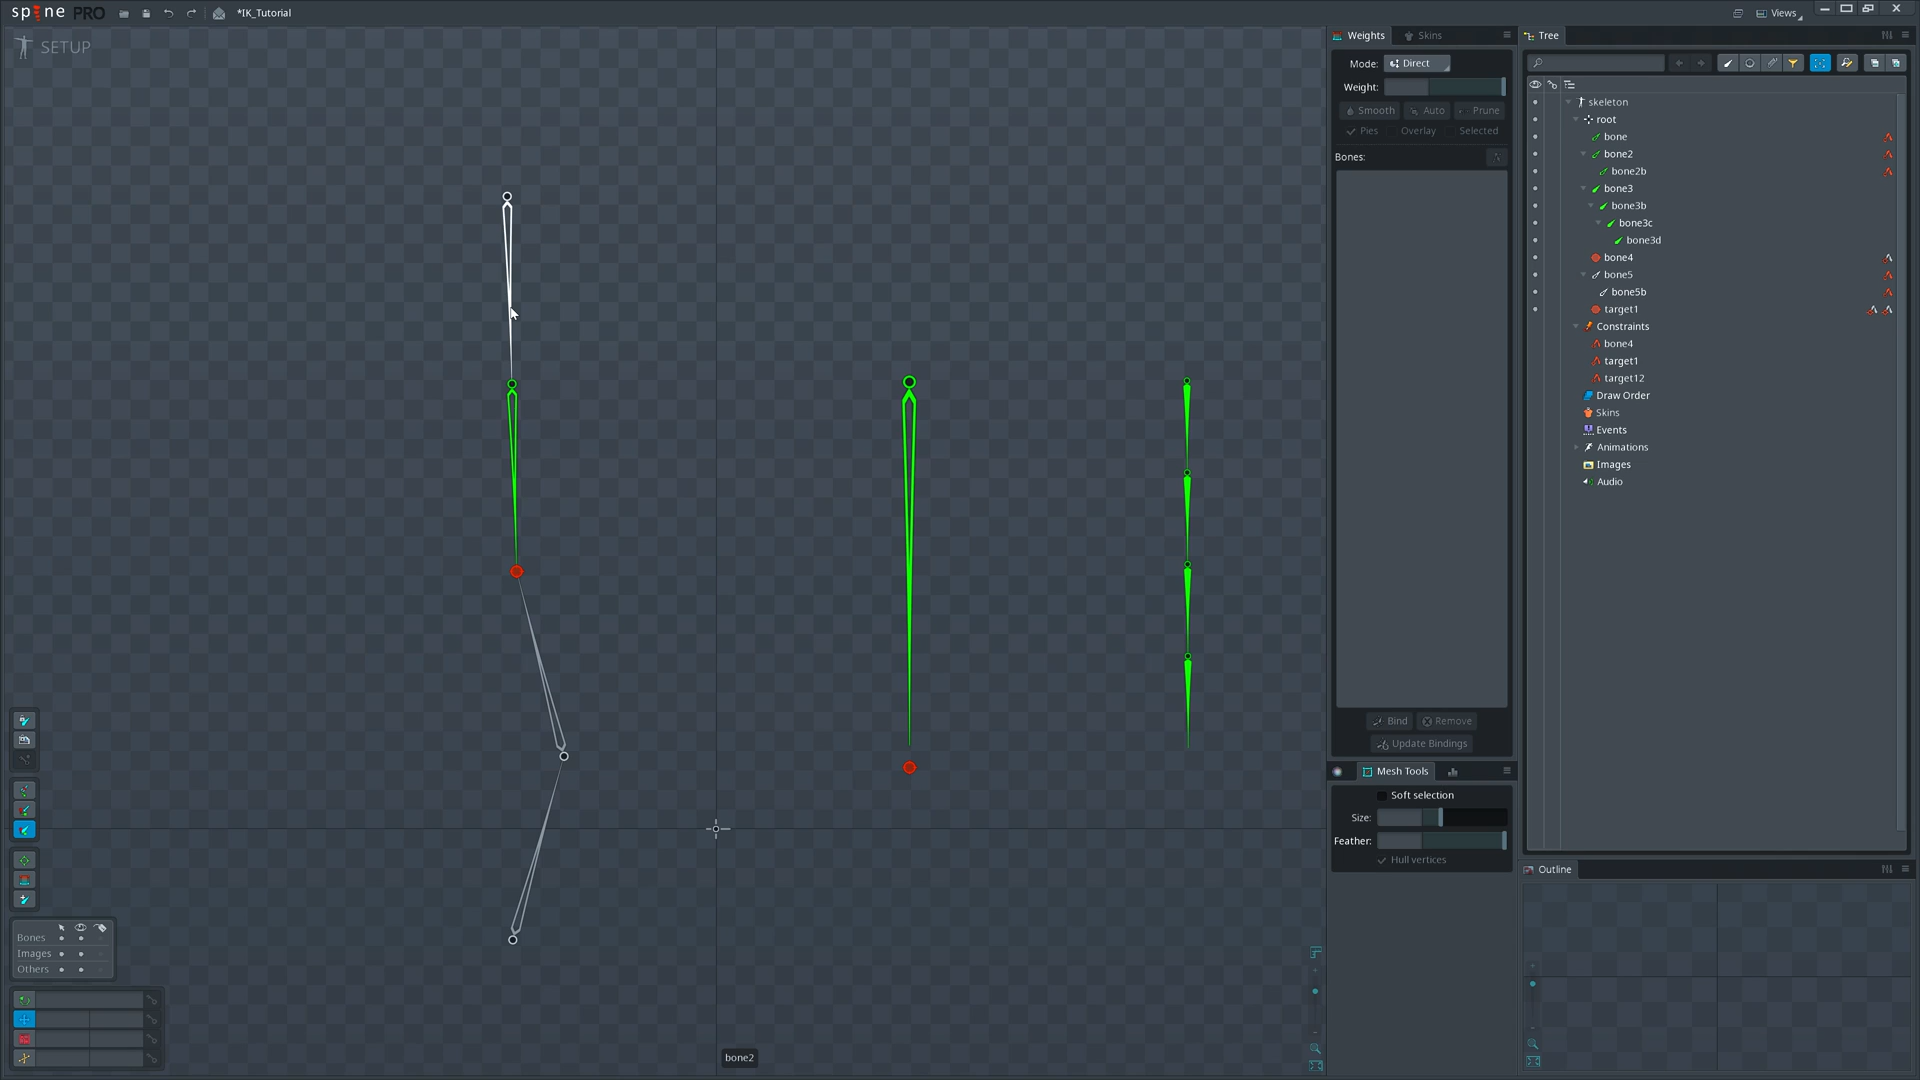 spine PRO
*IK_Tutorial
Views
SETUP
Weights
Skins
Mode:
Direct
Weight:
Smooth
Auto
Prune
Pies
Overlay
Selected
Bones:
Bind
Remove
Update Bindings
Mesh Tools
Soft selection
Size:
Feather:
Hull vertices
Tree
skeleton
root
bone
bone2
bone2b
bone3
bone3b
bone3c
bone3d
bone4
bone5
bone5b
target1
Constraints
bone4
target1
target12
Draw Order
Skins
Events
Animations
Images
Audio
Outline
Bones
Images
Others
bone2